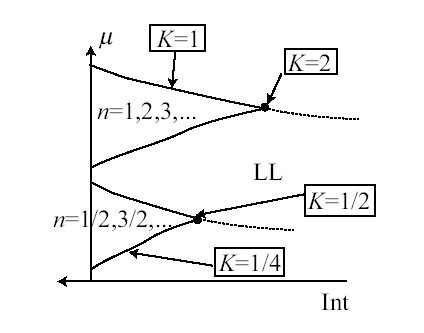 μ
K=1
K=2
n=1,2,3,...
LL
K=1/2
n=1/2,3/2,...
K=1/4
Int